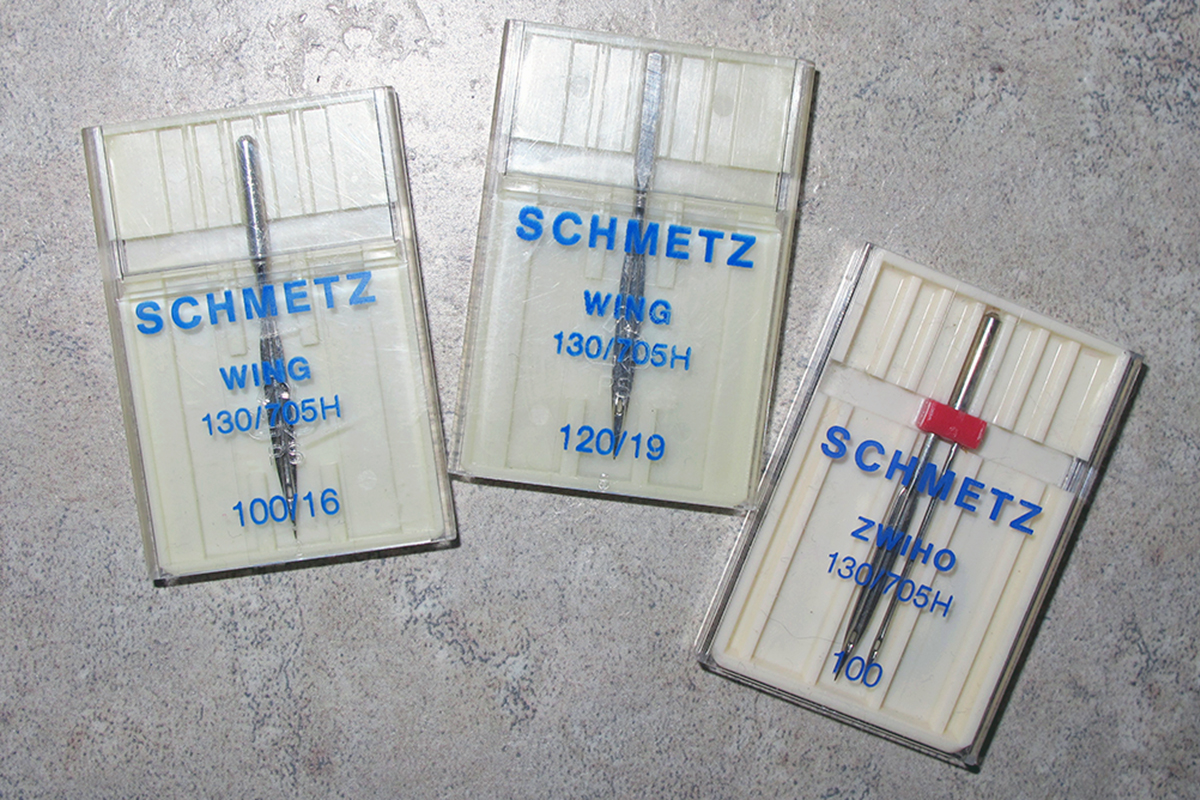 SCHMETZ
WING
130/705H
100/16
SCHMETZ
WING
130/705H
120/19
SCHMETZ
ZWIHO
130/705H
100